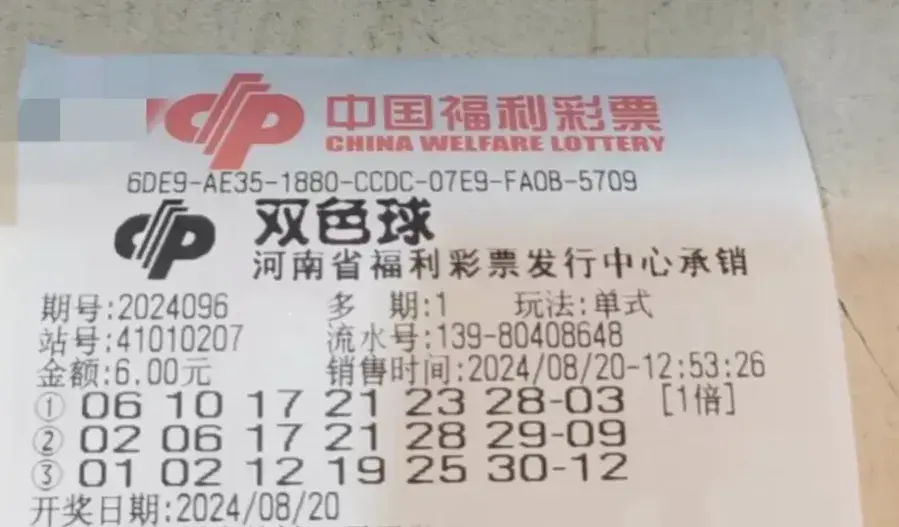 中国福利彩票
CHINA WELFARE LOTTERY
6DE9-AE35-1880-CCDC-07E9-FA0B-5709
双色球
河南省福利彩票发行中心承销
期号:2024096 多 期:1 玩法:单式
站号:41010207 流水号:139-80408648
金额:6.00元 销售时间:2024/08/20-12:53:26
① 06 10 17 21 23 28-03 [1倍]
② 02 06 17 21 28 29-09
③ 01 02 12 19 25 30-12
开奖日期:2024/08/20